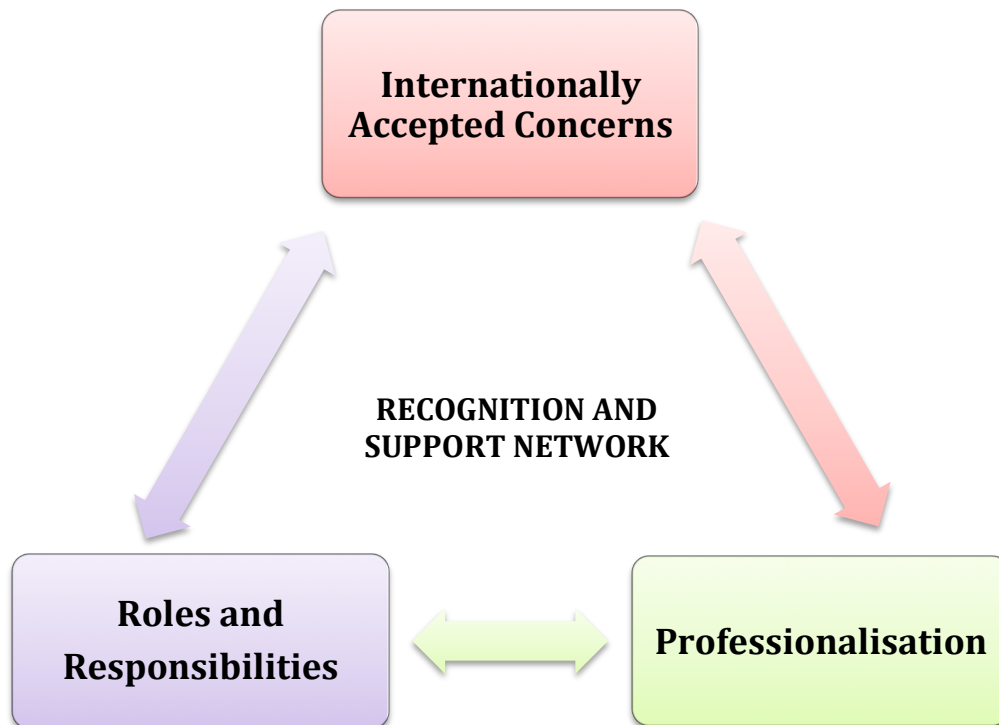 Internationally
Accepted Concerns
RECOGNITION AND
SUPPORT NETWORK
Roles and
Responsibilities
Professionalisation